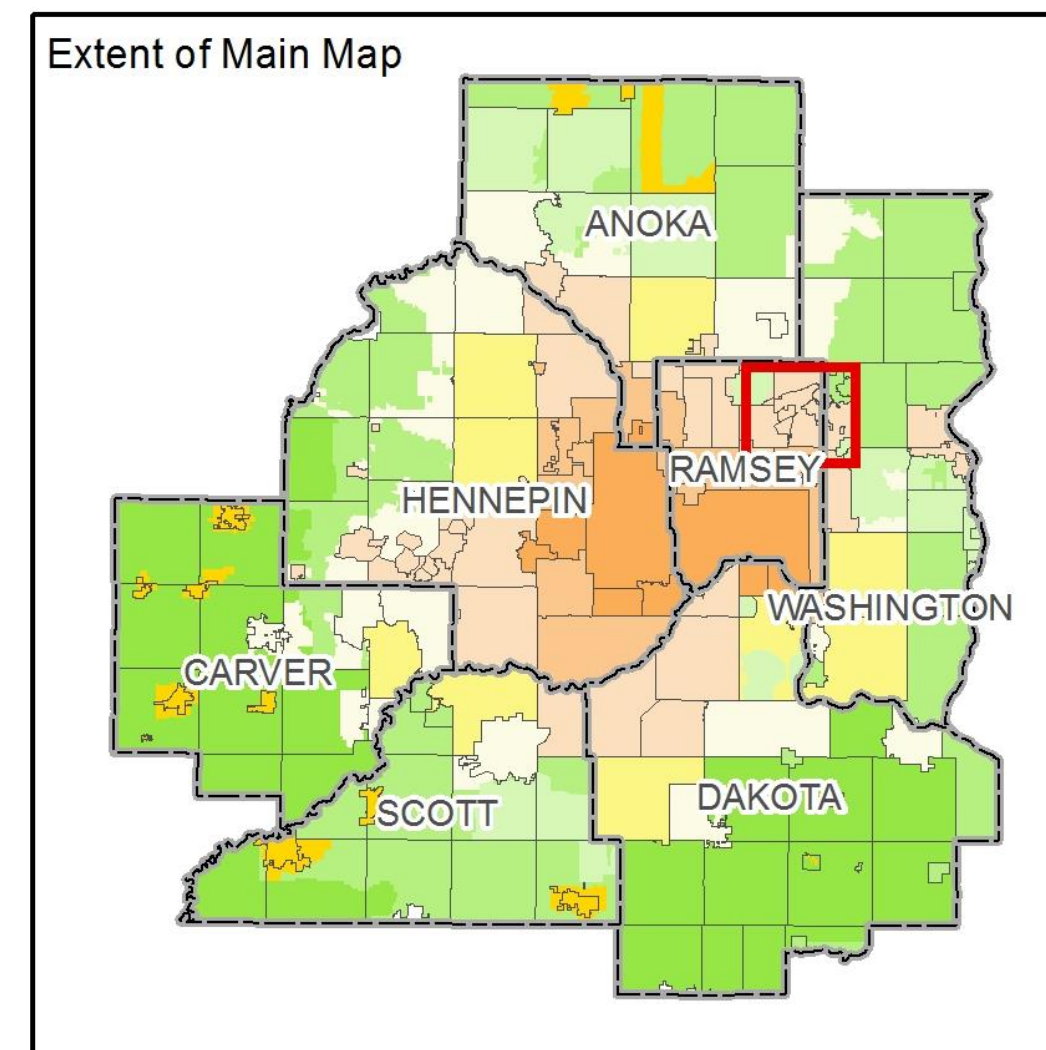 Extent of Main Map
ANOKA
RAMSEY
HENNEPIN
WASHINGTON
CARVER
DAKOTA
SCOTT